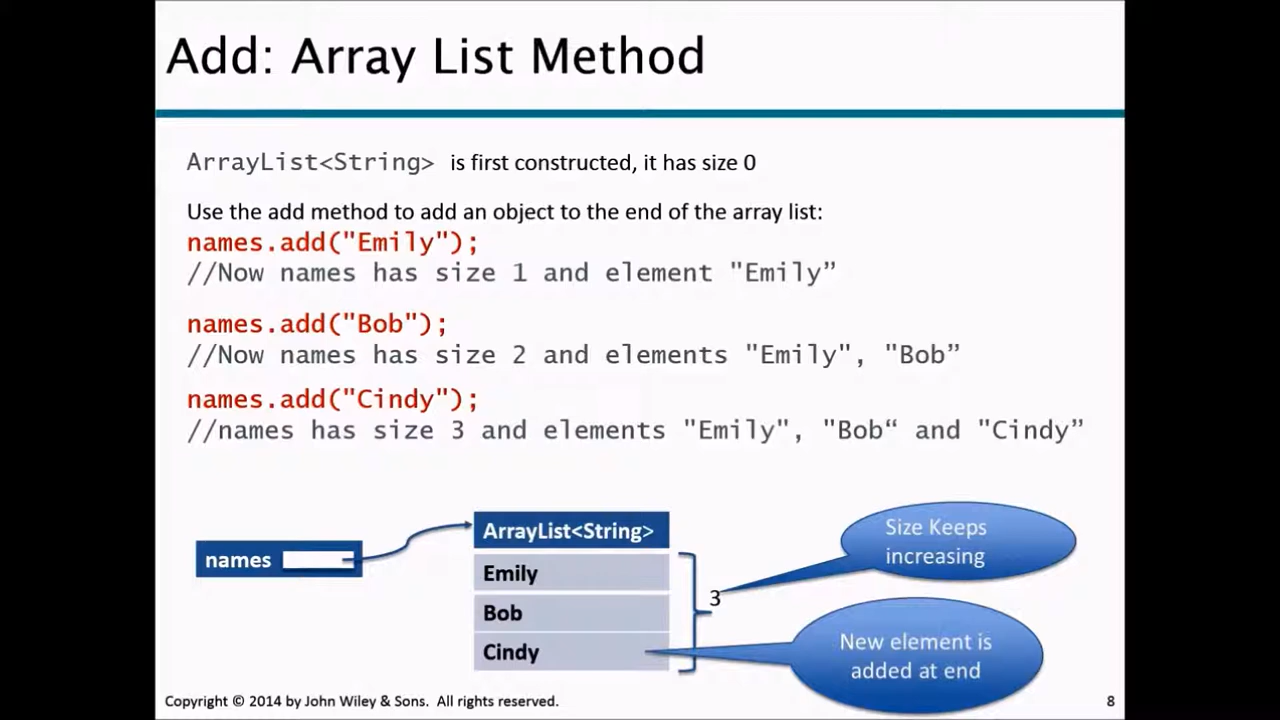 Add: Array List Method
ArrayList<String> is first constructed, it has size 0
Use the add method to add an object to the end of the array list:
names.add("Emily");
//Now names has size 1 and element "Emily”
names.add("Bob");
//Now names has size 2 and elements "Emily", "Bob”
names.add("Cindy");
//names has size 3 and elements "Emily", "Bob“ and "Cindy”
names
ArrayList<String>
Emily
Bob
Cindy
3
Size Keeps
increasing
New element is
added at end
Copyright © 2014 by John Wiley & Sons. All rights reserved.
8